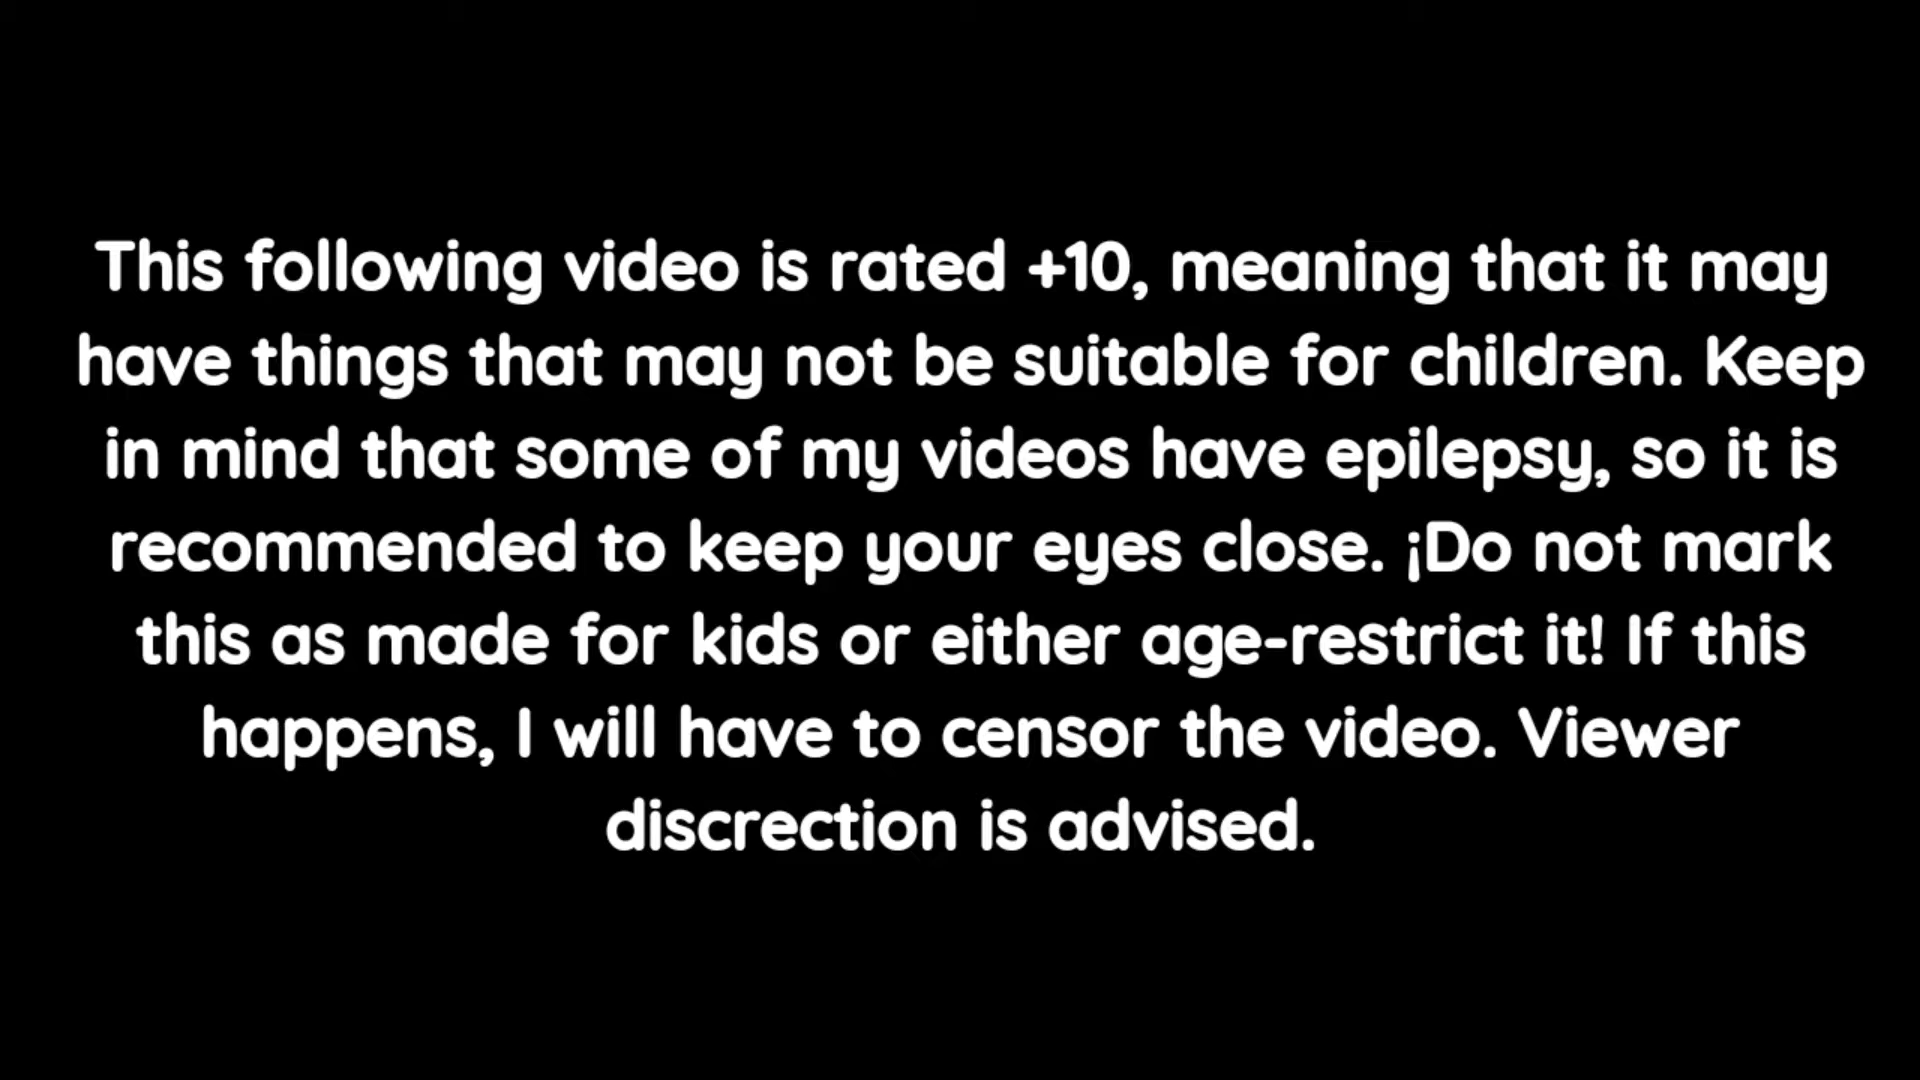 This following video is rated +10, meaning that it may
have things that may not be suitable for children. Keep
in mind that some of my videos have epilepsy, so it is
recommended to keep your eyes close. ¡Do not mark
this as made for kids or either age-restrict it! If this
happens, I will have to censor the video. Viewer
discrection is advised.